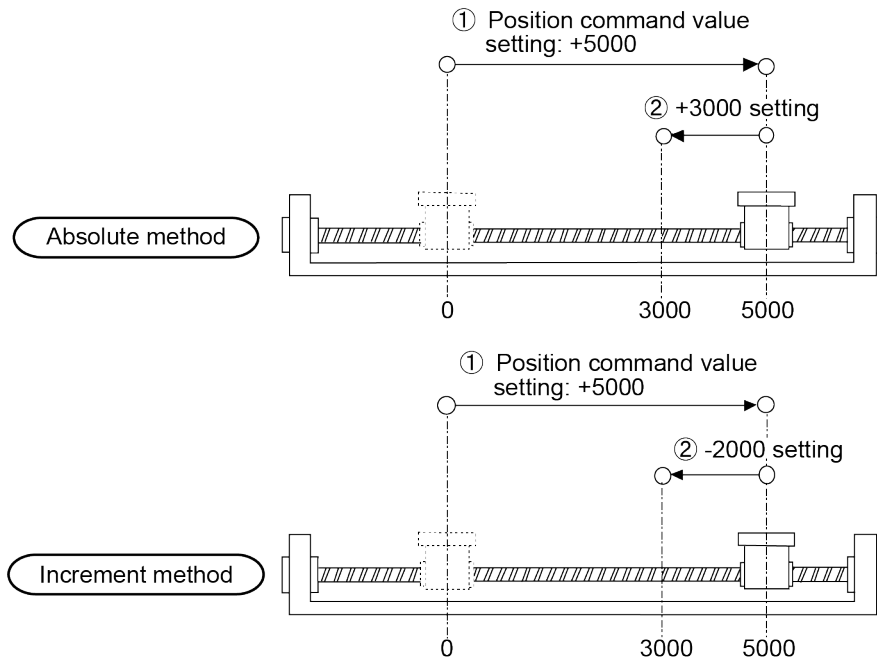 ① Position command value
setting: +5000
② +3000 setting
Absolute method
0
3000
5000
① Position command value
setting: +5000
② -2000 setting
Increment method
0
3000
5000